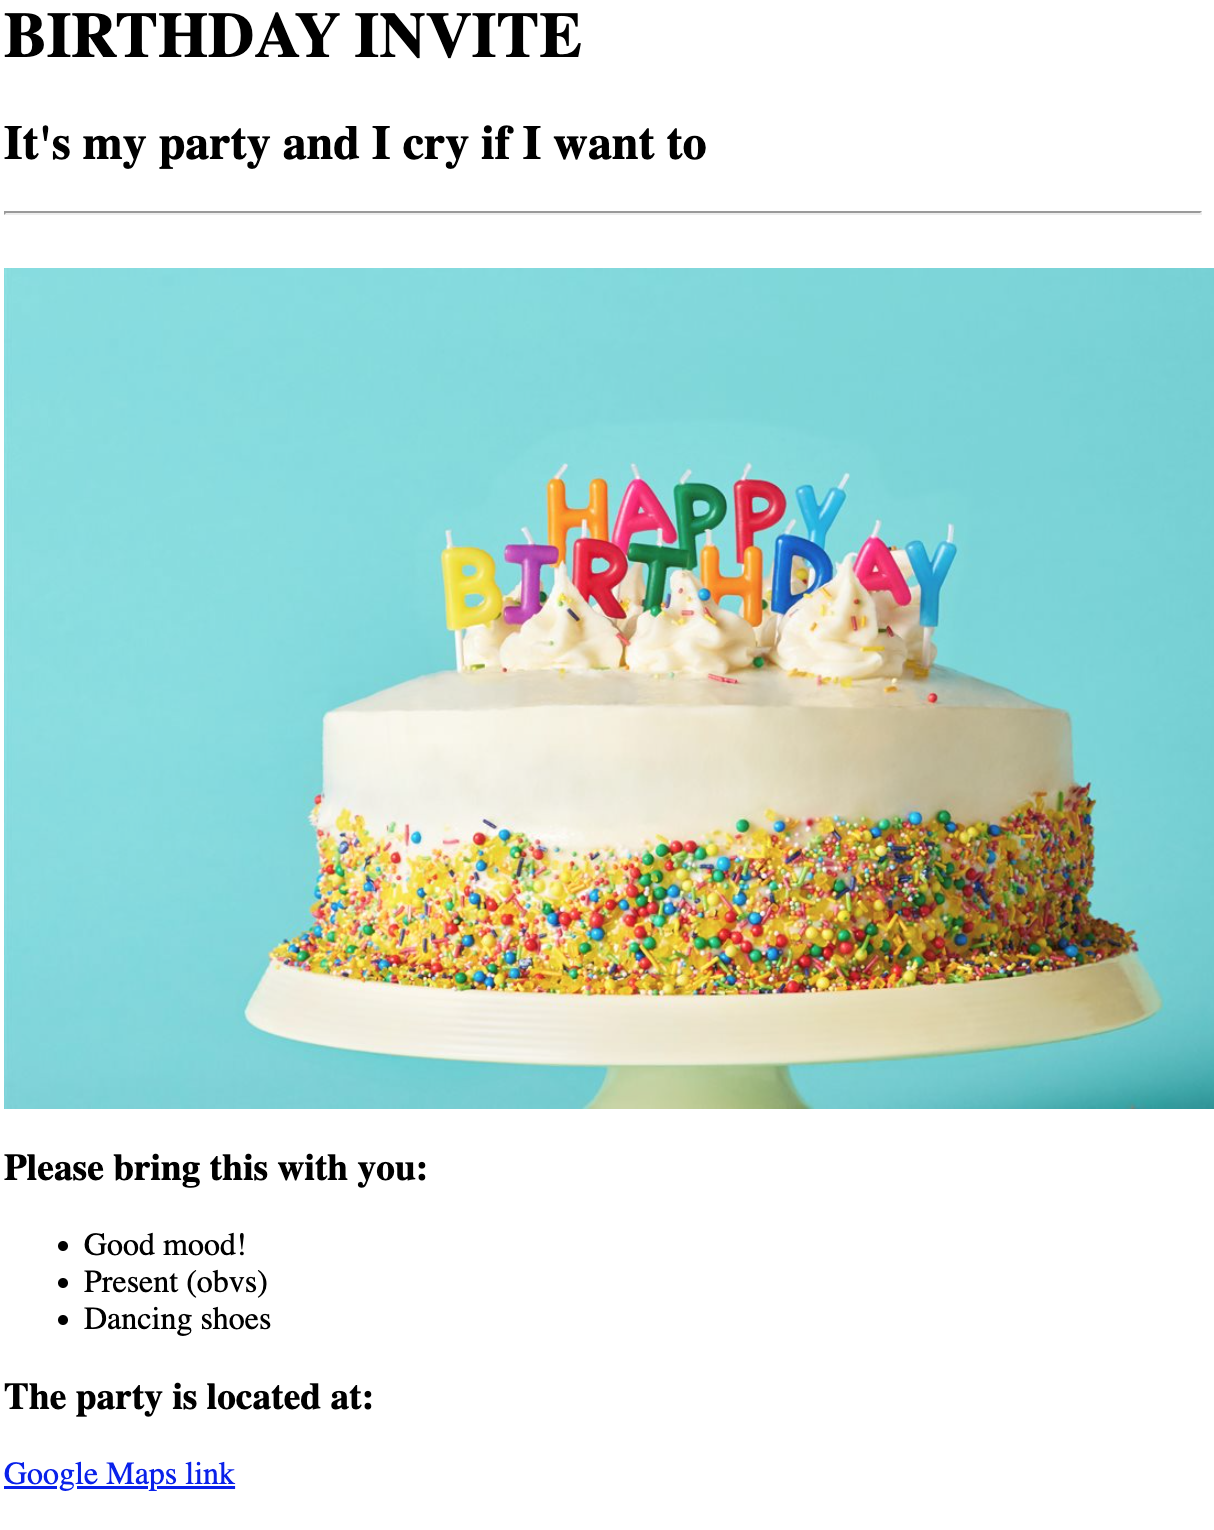 BIRTHDAY INVITE
It's my party and I cry if I want to
HAPPY
BIRTHDAY
Please bring this with you:
Good mood!
Present (obvs)
Dancing shoes
The party is located at:
Google Maps link